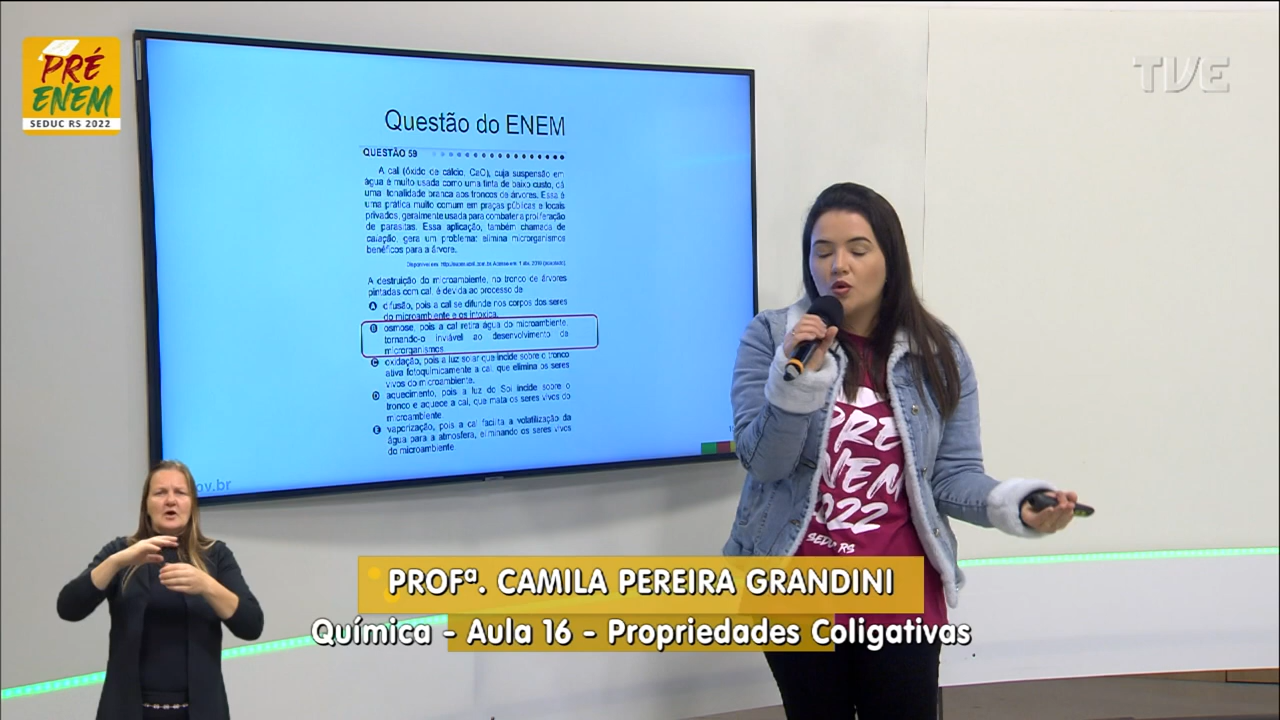 PRÉ
ENEM
SEDUC RS 2022
TVE
Questão do ENEM
QUESTÃO 59
A cal (óxido de cálcio, CaO), cuja suspensão em
água é muito usada como uma tinta de baixo custo, dá
uma tonalidade branca aos troncos de árvores. Essa é
uma prática muito comum em praças públicas e locais
privados, geralmente usada para combater a proliferação
de parasitas. Essa aplicação, também chamada de
caiação, gera um problema: elimina microrganismos
benéficos para a árvore.
A destruição do microambiente, no tronco de árvores
pintadas com cal, é devida ao processo de
A difusão, pois a cal se difunde nos corpos dos seres
do microambiente e os intoxica.
B osmose, pois a cal retira água do microambiente,
tornando-o inviável ao desenvolvimento de
microrganismos.
C oxidação, pois a luz solar que incide sobre o tronco
ativa fotoquimicamente a cal, que elimina os seres
vivos do microambiente.
D aquecimento, pois a luz do Sol incide sobre o
tronco e aquece a cal, que mata os seres vivos do
microambiente.
E vaporização, pois a cal facilita a volatilização da
água para a atmosfera, eliminando os seres vivos
do microambiente.
ov.br
PRÉ
ENEM
2022
SEDUC RS
PROFª. CAMILA PEREIRA GRANDINI
Química - Aula 16 - Propriedades Coligativas